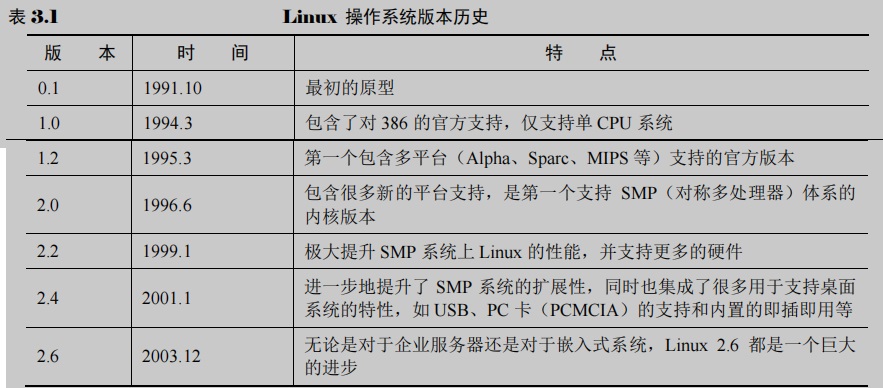 表 3.1 Linux 操作系统版本历史
版 本 时 间 特 点
0.1 1991.10 最初的原型
1.0 1994.3 包含了对 386 的官方支持，仅支持单 CPU 系统
1.2 1995.3 第一个包含多平台（Alpha、Sparc、MIPS 等）支持的官方版本
2.0 1996.6 包含很多新的平台支持，是第一个支持 SMP（对称多处理器）体系的
内核版本
2.2 1999.1 极大提升 SMP 系统上 Linux 的性能，并支持更多的硬件
2.4 2001.1 进一步地提升了 SMP 系统的扩展性，同时也集成了很多用于支持桌面
系统的特性，如 USB、PC 卡（PCMCIA）的支持和内置的即插即用等
2.6 2003.12 无论是对于企业服务器还是对于嵌入式系统，Linux 2.6 都是一个巨大
的进步